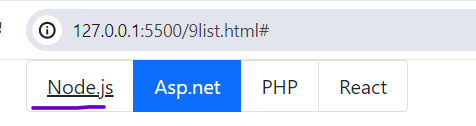 127.0.0.1:5500/9list.html#
Node.js Asp.net PHP React